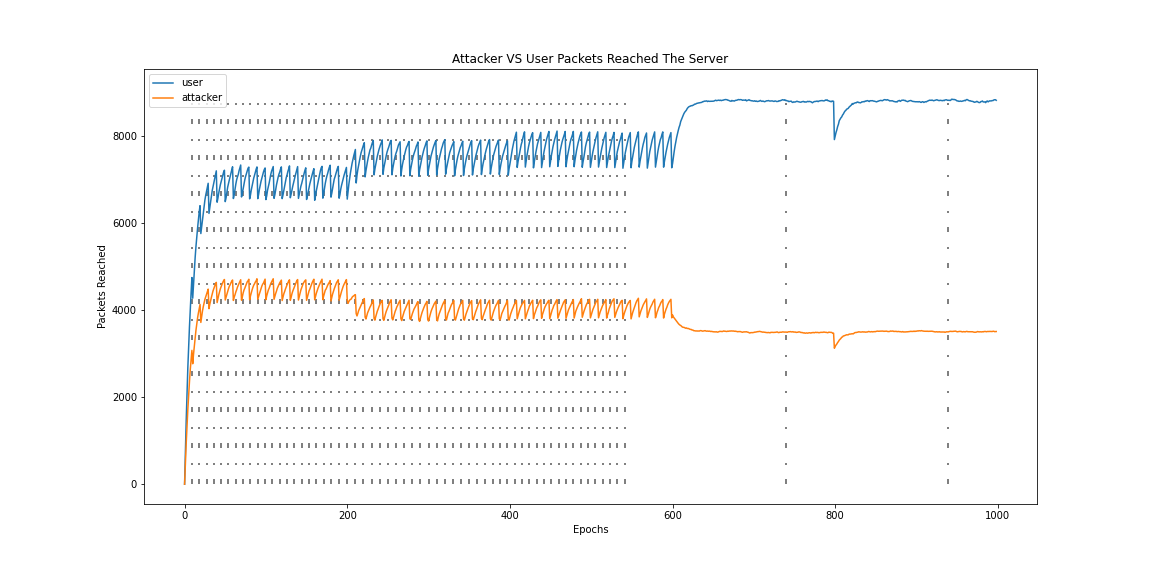 Attacker VS User Packets Reached The Server
user
attacker
8000
6000
4000
2000
0
Packets Reached
0 200 400 600 800 1000
Epochs